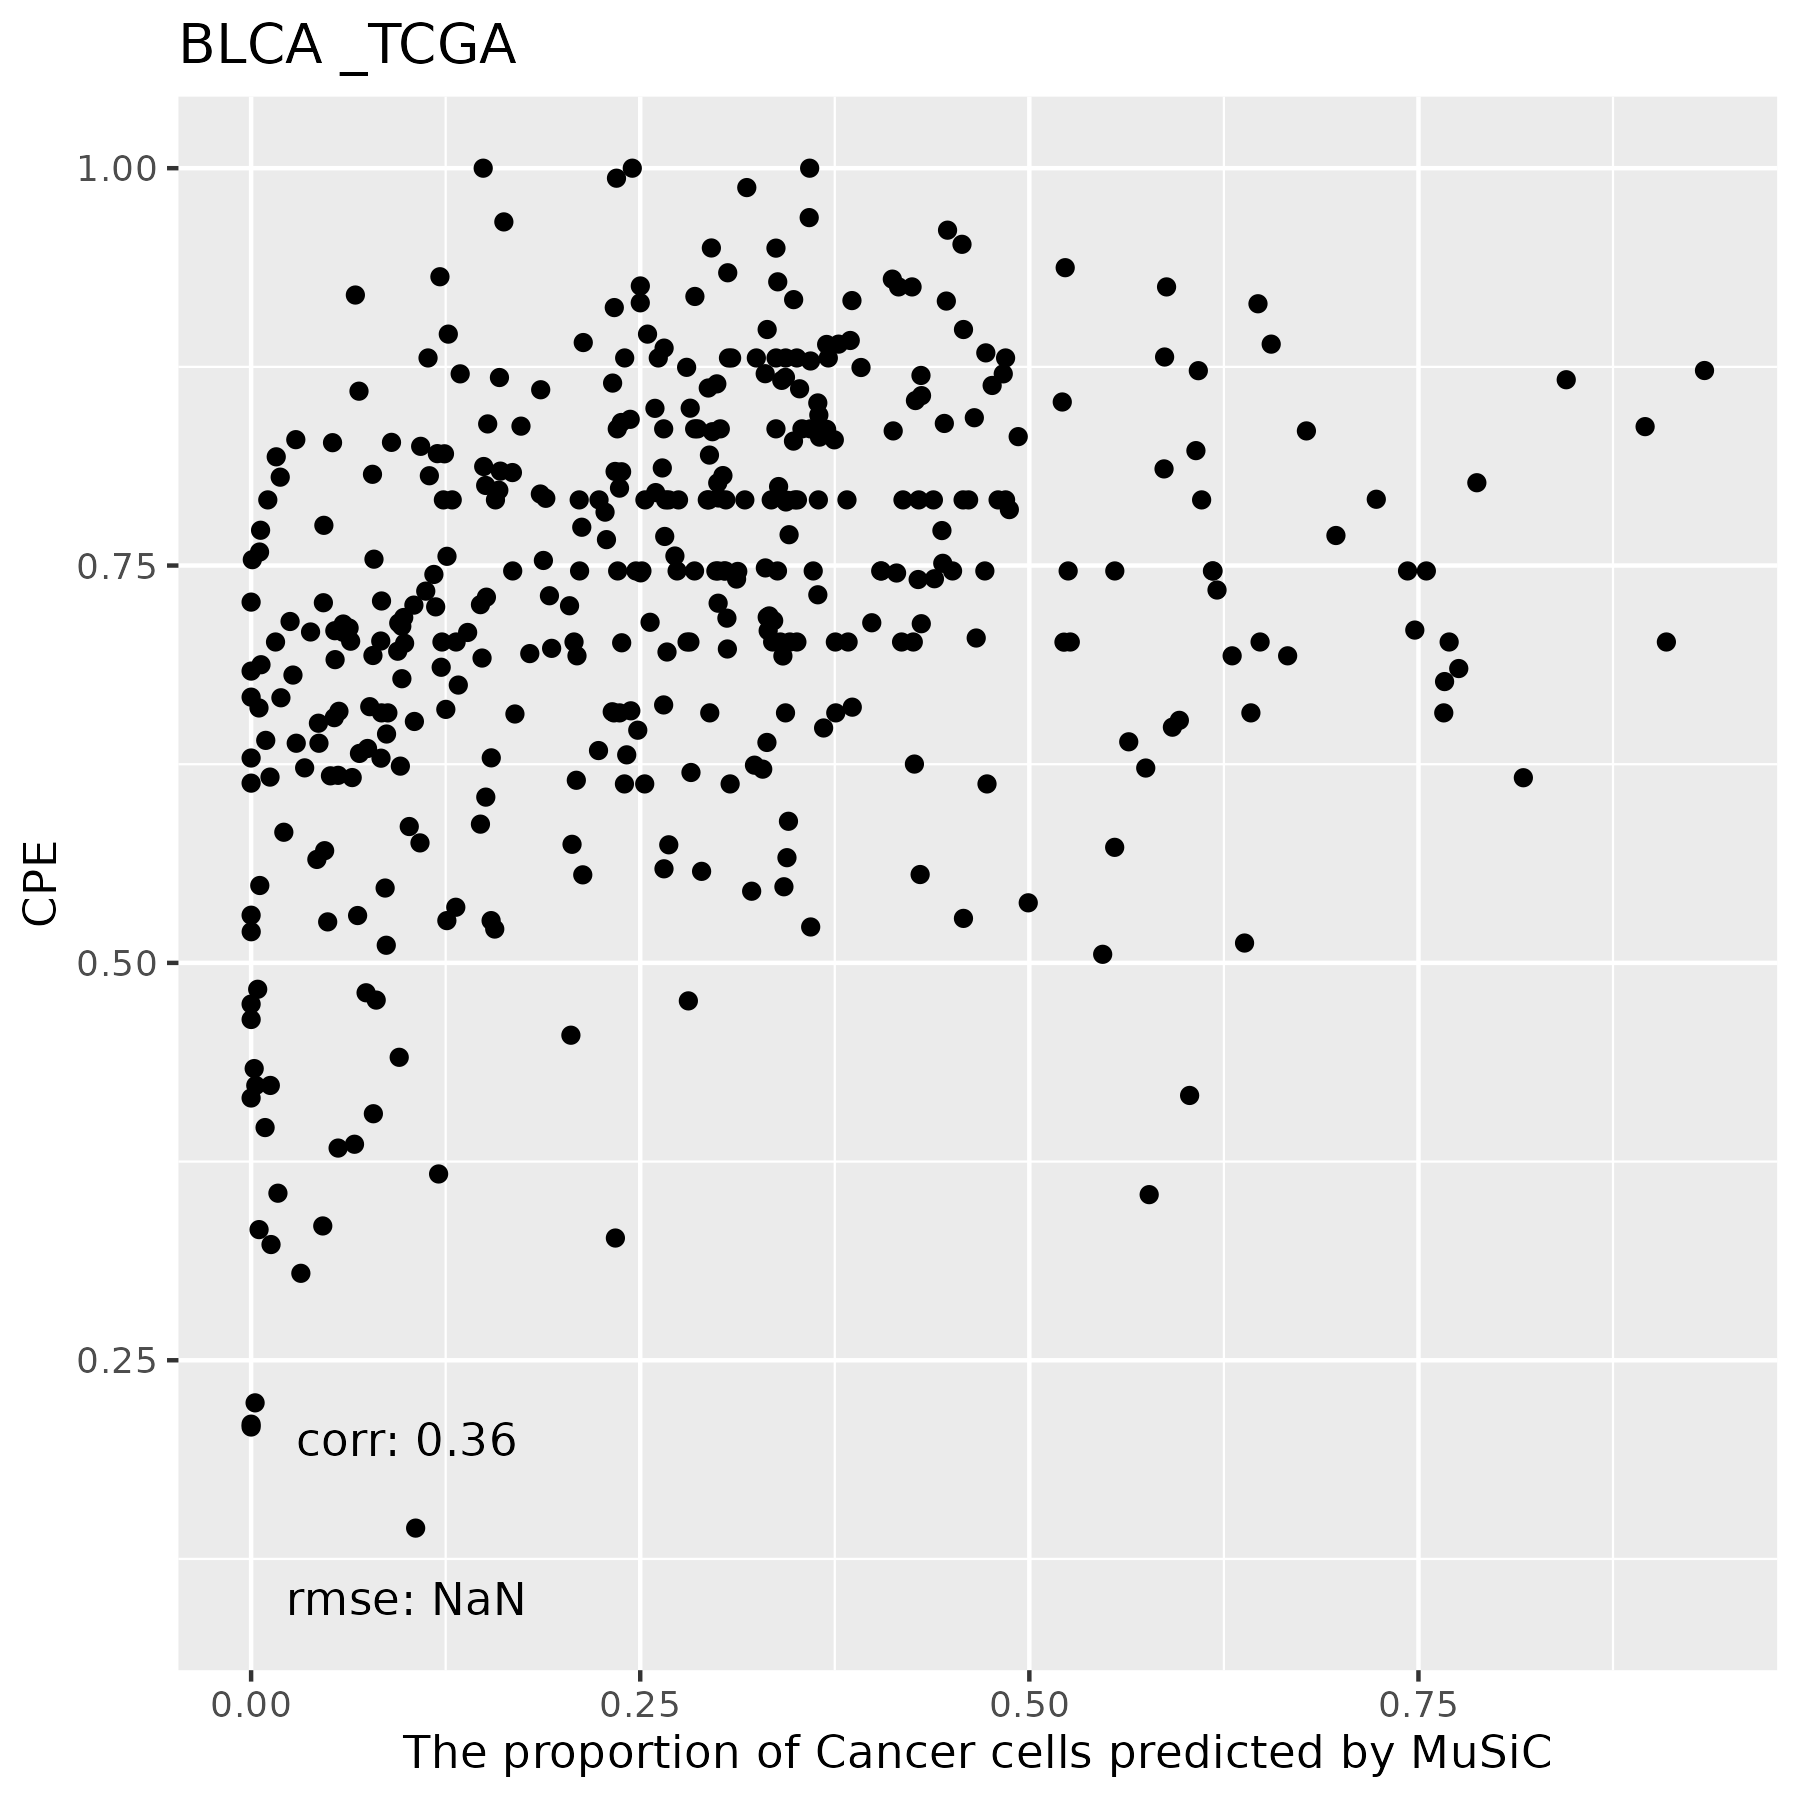 BLCA _TCGA
1.00
0.75
0.50
0.25
CPE
corr: 0.36
rmse: NaN
0.00 0.25 0.50 0.75
The proportion of Cancer cells predicted by MuSiC